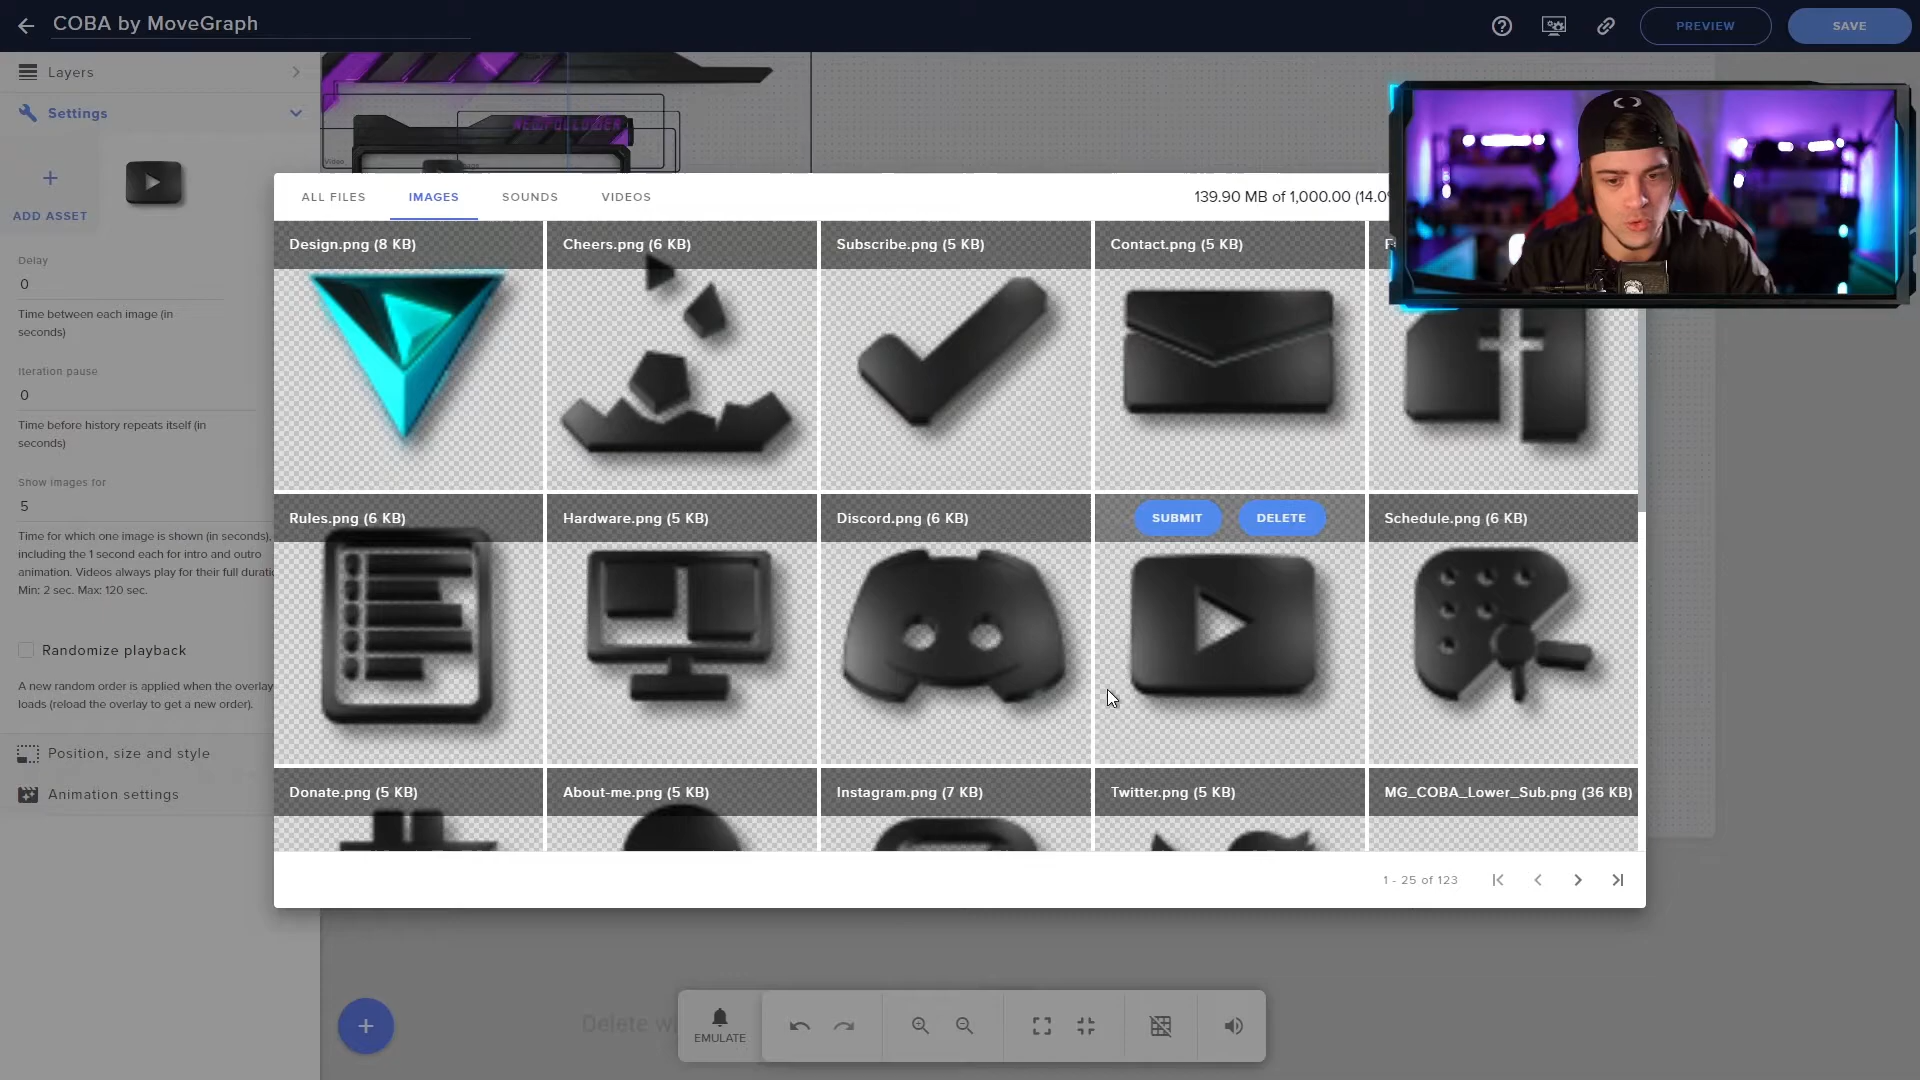 COBA by MoveGraph
PREVIEW
SAVE
Layers
Settings
ADD ASSET
Delay
0
Time between each image (in
seconds)
Iteration pause
0
Time before history repeats itself (in
seconds)
Show images for
5
Time for which one image is shown (in seconds),
including the 1 second each for intro and outro
animation. Videos always play for their full
Min: 2 sec. Max: 120 sec.
Randomize playback
A new random order is applied when the overlay
loads (reload the overlay to get a new order).
Position, size and style
Animation settings
NEW FOLLOWER
Video
ALL FILES
IMAGES
SOUNDS
VIDEOS
139.90 MB of 1,000.00 (14.0
Design.png (8 KB)
Cheers.png (6 KB)
Subscribe.png (5 KB)
Contact.png (5 KB)
Rules.png (6 KB)
Hardware.png (5 KB)
Discord.png (6 KB)
SUBMIT
DELETE
Schedule.png (6 KB)
Donate.png (5 KB)
About-me.png (5 KB)
Instagram.png (7 KB)
Twitter.png (5 KB)
MG_COBA_Lower_Sub.png (36 KB)
1 - 25 of 123
Delete
EMULATE